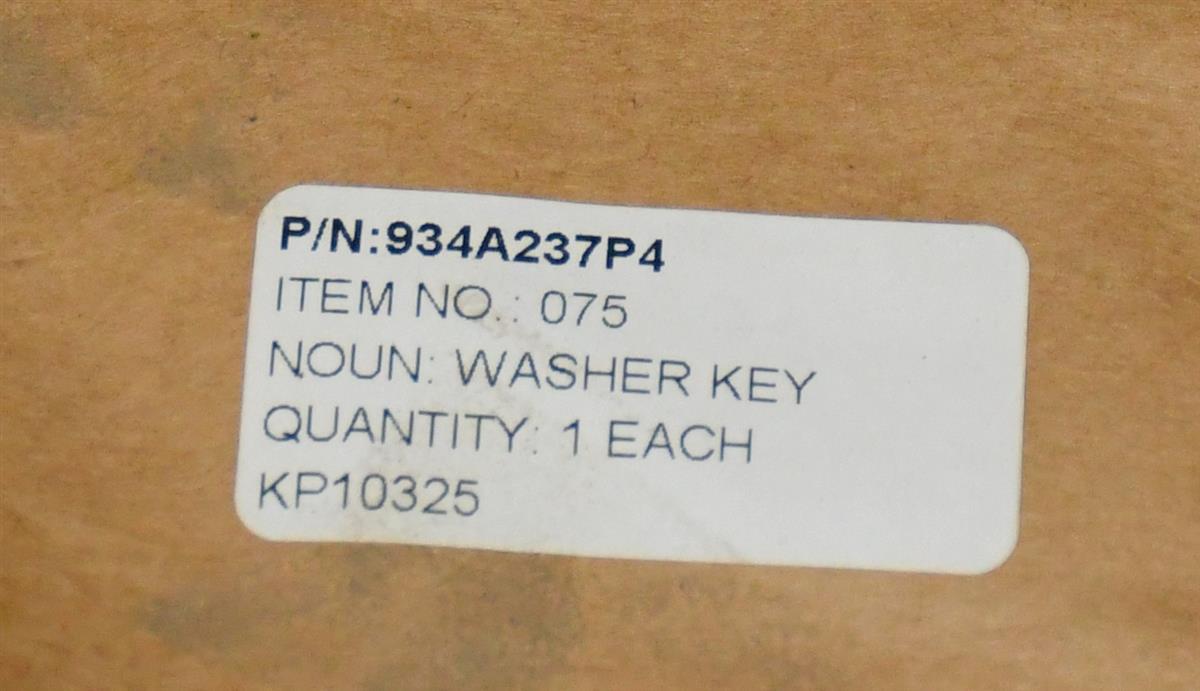 P/N:934A237P4
ITEM NO.: 075
NOUN: WASHER KEY
QUANTITY: 1 EACH
KP10325